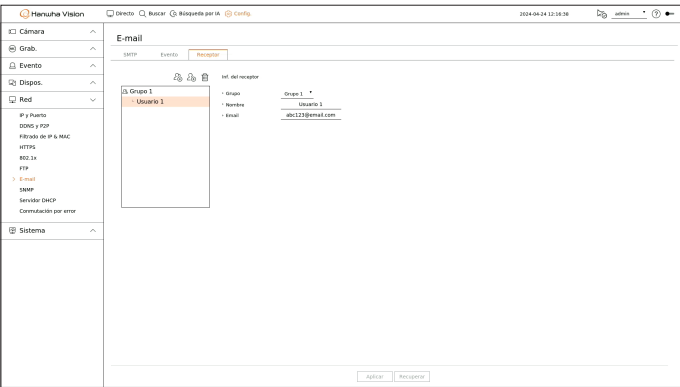 Hanwha Vision
Directo Buscar Búsqueda por IA Config
2024-04-24 12:16:38
admin
Cámara
Grab.
Evento
Dispos.
Red
IP y Puerto
DDNS y P2P
Filtrado de IP & MAC
HTTPS
802.1x
FTP
E-mail
SNMP
Servidor DHCP
Conmutación por error
Sistema
E-mail
SMTP Evento Receptor
Grupo 1
Usuario 1
Inf. del receptor
Grupo Grupo 1
Nombre Usuario 1
Email abc123@email.com
Aplicar Recuperar